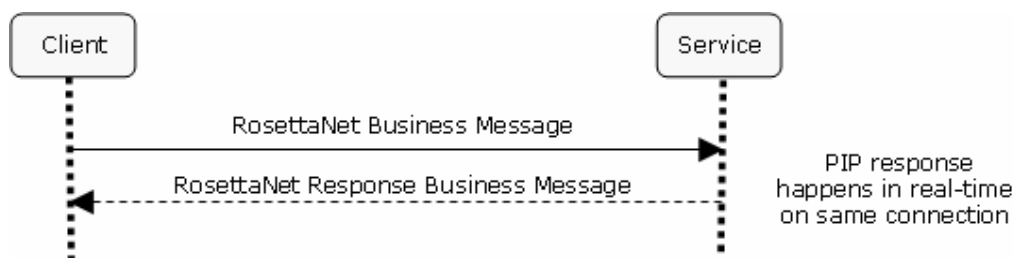 Client
Service
RosettaNet Business Message
RosettaNet Response Business Message
PIP response
happens in real-time
on same connection